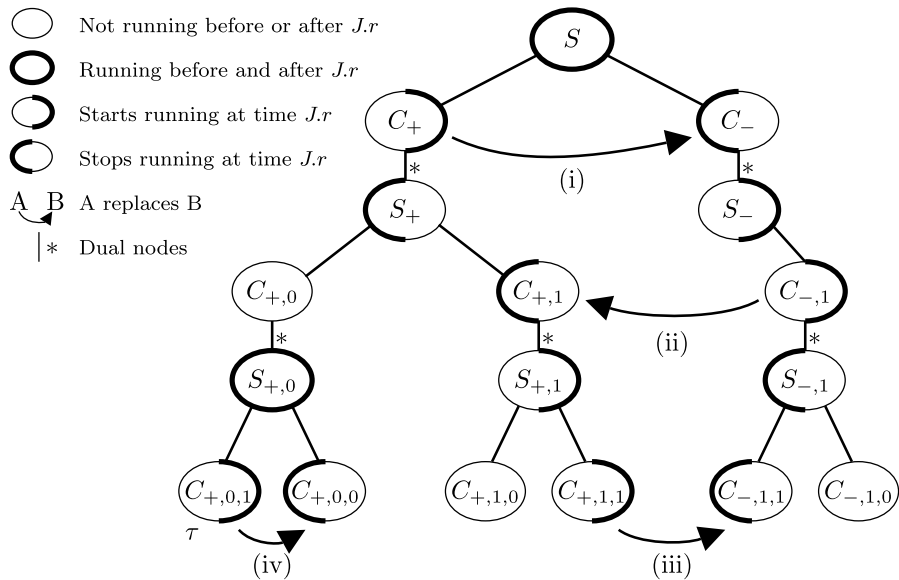 Not running before or after J.r
Running before and after J.r
Starts running at time J.r
Stops running at time J.r
A B A replaces B
* Dual nodes
S
C₊ C₋
(i)
* *
S₊ S₋
C₊,₀ C₊,₁ C₋,₁
(ii)
* * *
S₊,₀ S₊,₁ S₋,₁
C₊,₀,₁ C₊,₀,₀ C₊,₁,₀ C₊,₁,₁ C₋,₁,₁ C₋,₁,₀
τ
(iv) (iii)